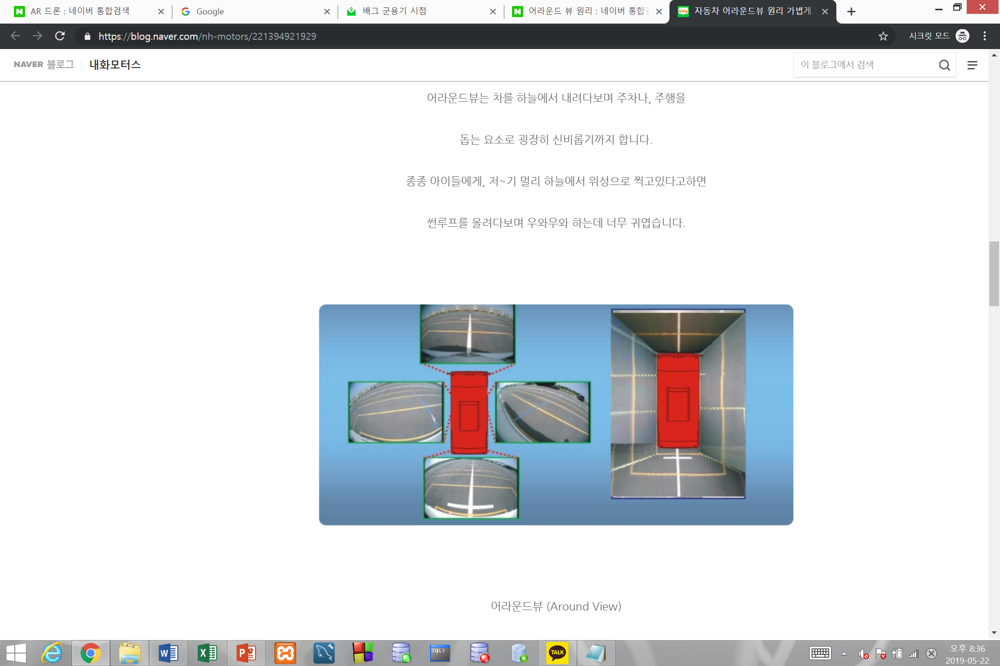 AR 드론 : 네이버 통합검색
Google
배그 군용기 시점
어라운드 뷰 원리 : 네이버 통합검
자동차 어라운드뷰 원리 가볍게
https://blog.naver.com/nh-motors/221394921929
시크릿 모드
NAVER 블로그
내화모터스
이 블로그에서 검색
어라운드뷰는 차를 하늘에서 내려다보며 주차나, 주행을
돕는 요소로 굉장히 신비롭기까지 합니다.
종종 아이들에게, 저~기 멀리 하늘에서 위성으로 찍고있다고하면
썬루프를 올려다보며 우와우와 하는데 너무 귀엽습니다.
어라운드뷰 (Around View)
SQL>
TALK
오후 8:36
2019-05-22